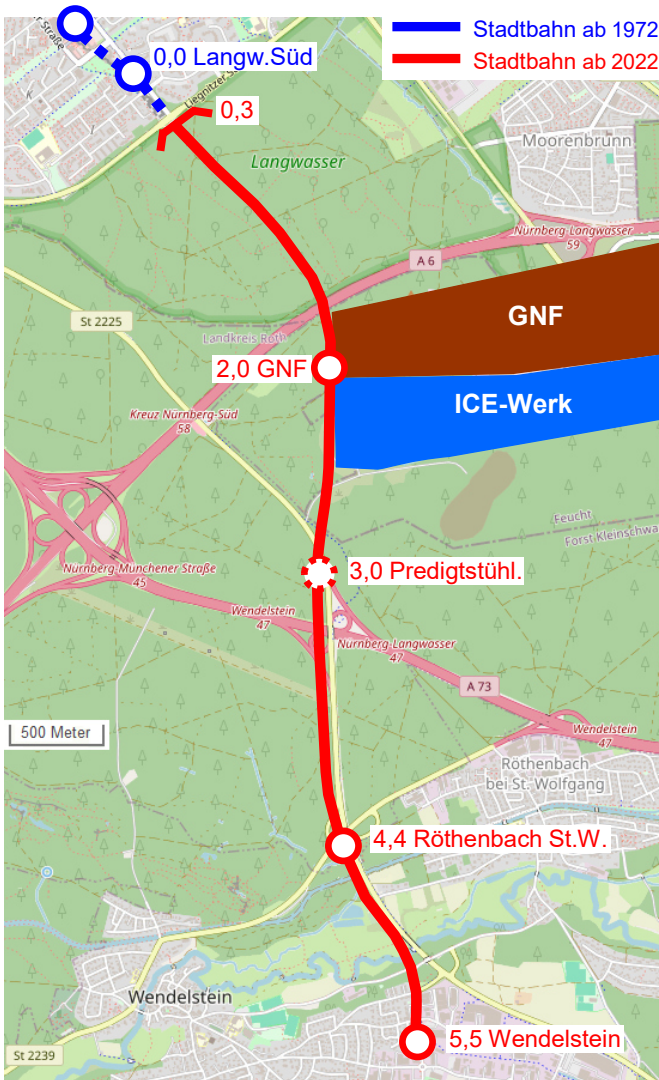 er-Straße
Stadtbahn ab 1972
0,0 Langw.Süd
Stadtbahn ab 2022
Liegnitzer S
K
I
0,3
Langwasser
Moorenbrunn
Nürnberg-Langwasser
59
A 6
St 2225
Landkreis Roth
GNF
2,0 GNF
ICE-Werk
Kreuz Nürnberg-Süd
58
Feucht
Forst Kleinschwa
Nürnberg-Münchener Straße
45
3,0 Predigtstühl.
Wendelstein
47
Nürnberg-Langwasser
47
A 73
500 Meter
Wendelstein
47
Röthenbach
bei St. Wolfgang
4,4 Röthenbach St.W.
Wendelstein
5,5 Wendelstein
St 2239